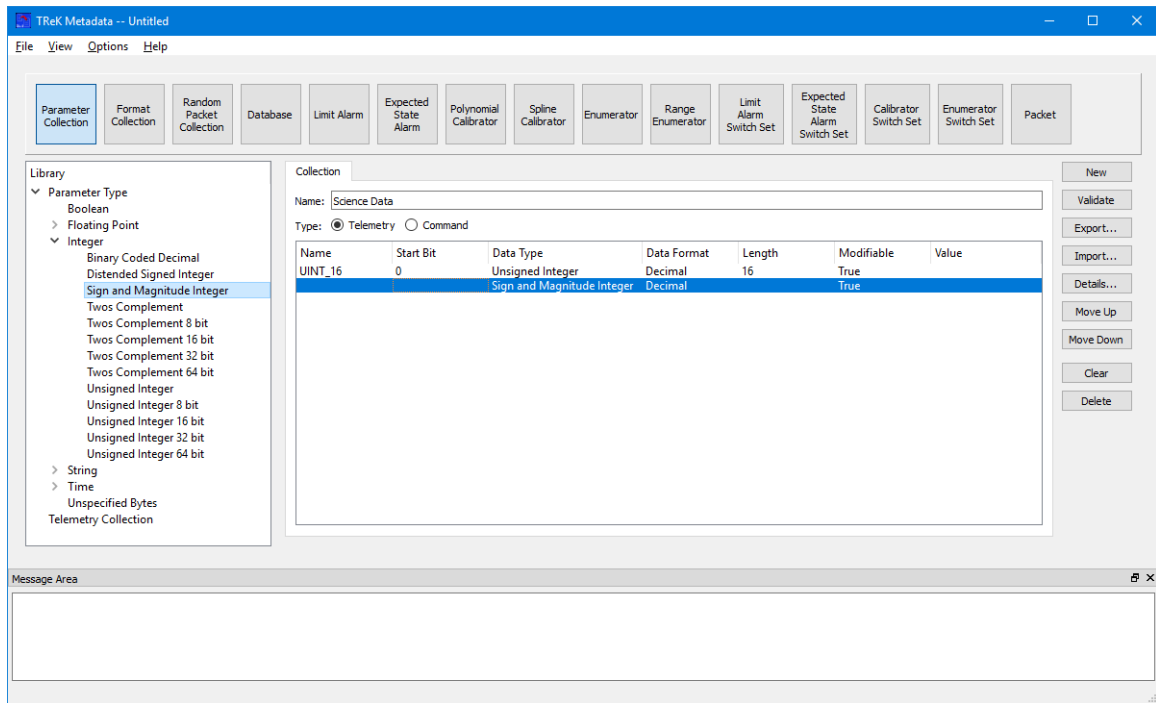 TReK Metadata -- Untitled
File View Options Help
Parameter Collection
Format Collection
Random Packet Collection
Database
Limit Alarm
Expected State Alarm
Polynomial Calibrator
Spline Calibrator
Enumerator
Range Enumerator
Limit Alarm Switch Set
Expected State Alarm Switch Set
Calibrator Switch Set
Enumerator Switch Set
Packet
Library
Parameter Type
Boolean
Floating Point
Integer
Binary Coded Decimal
Distended Signed Integer
Sign and Magnitude Integer
Twos Complement
Twos Complement 8 bit
Twos Complement 16 bit
Twos Complement 32 bit
Twos Complement 64 bit
Unsigned Integer
Unsigned Integer 8 bit
Unsigned Integer 16 bit
Unsigned Integer 32 bit
Unsigned Integer 64 bit
String
Time
Unspecified Bytes
Telemetry Collection
Collection
Name: Science Data
Type: Telemetry Command
Name Start Bit Data Type Data Format Length Modifiable Value
UINT_16 0 Unsigned Integer Decimal 16 True
Sign and Magnitude Integer Decimal True
New
Validate
Export...
Import...
Details...
Move Up
Move Down
Clear
Delete
Message Area